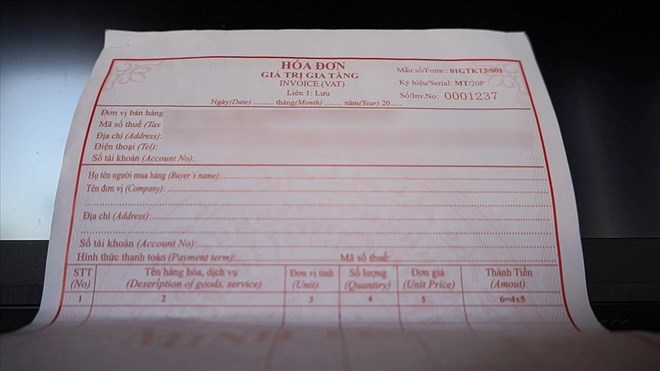 HÓA ĐƠN
GIÁ TRỊ GIA TĂNG
INVOICE (VAT)
Liên 1: Lưu
Ngày(Date) ......... tháng(Month) ......... năm(Year) 20.....
Mẫu số/Form: 01GTKT3/001
Ký hiệu/Serial: MT/20P
Số/Inv.No: 0001237
Đơn vị bán hàng
Mã số thuế (Tax
Địa chỉ (Address):
Điện thoại (Tel):
Số tài khoản (Account No):
Họ tên người mua hàng (Buyer's name):
Tên đơn vị (Company):
Địa chỉ (Address):
Số tài khoản (Account No):
Hình thức thanh toán (Payment term): Mã số thuế:
STT Tên hàng hóa, dịch vụ Đơn vị tính Số lượng Đơn giá Thành Tiền
(No) (Description of goods, service) (Unit) (Quantiry) (Unit Price) (Amout)
1 2 3 4 5 6=4x5